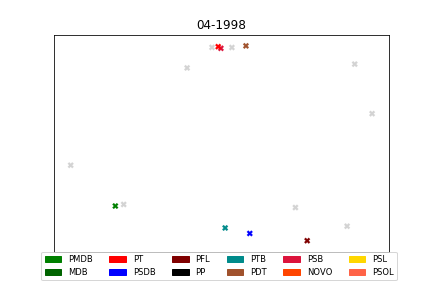 04-1998
PMDB PT PFL PTB PSB PSL
MDB PSDB PP PDT NOVO PSOL